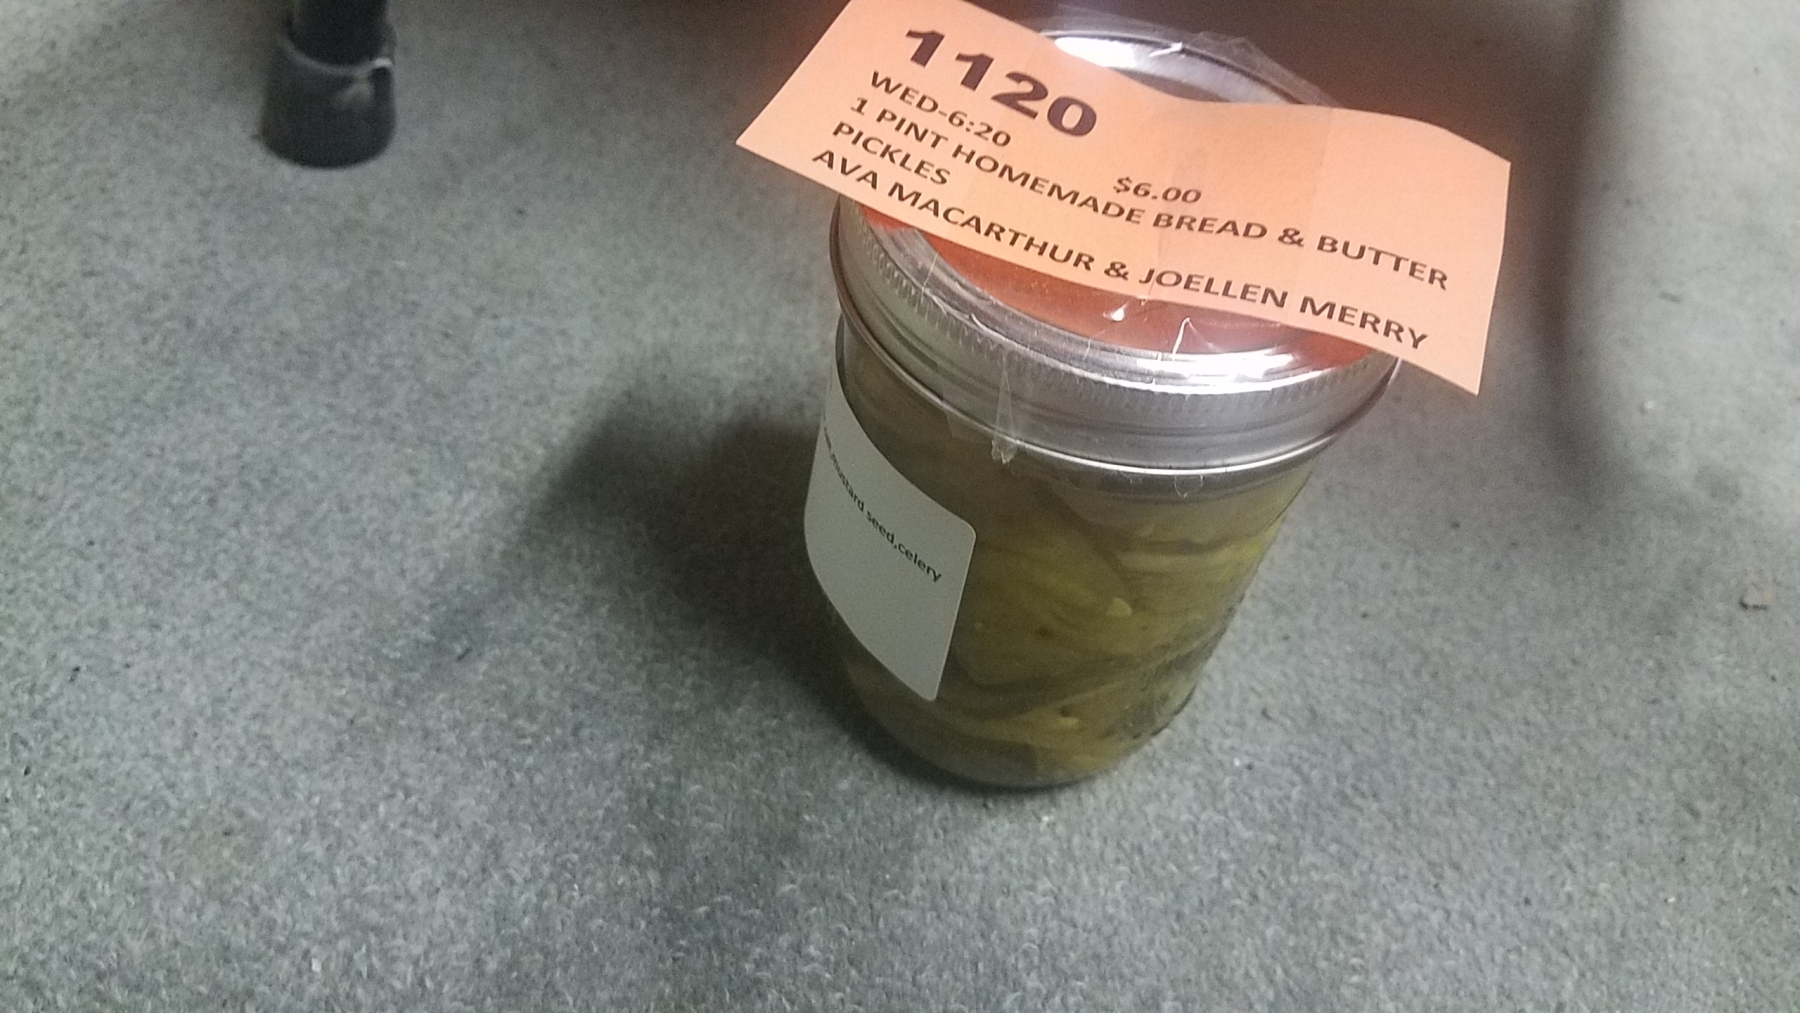 1120
WED-6:20 $6.00
1 PINT HOMEMADE BREAD & BUTTER
PICKLES
AVA MACARTHUR & JOELLEN MERRY
mustard seed,celery